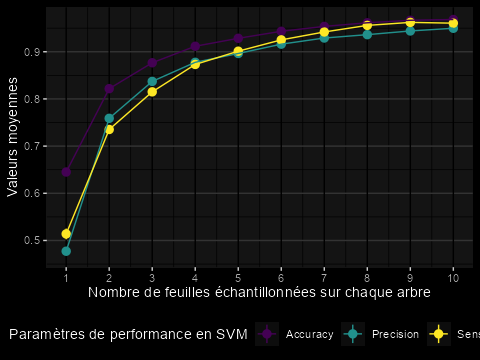 Valeurs moyennes
0.9
0.8
0.7
0.6
0.5
1 2 3 4 5 6 7 8 9 10
Nombre de feuilles échantillonnées sur chaque arbre
Paramètres de performance en SVM Accuracy Precision Sens